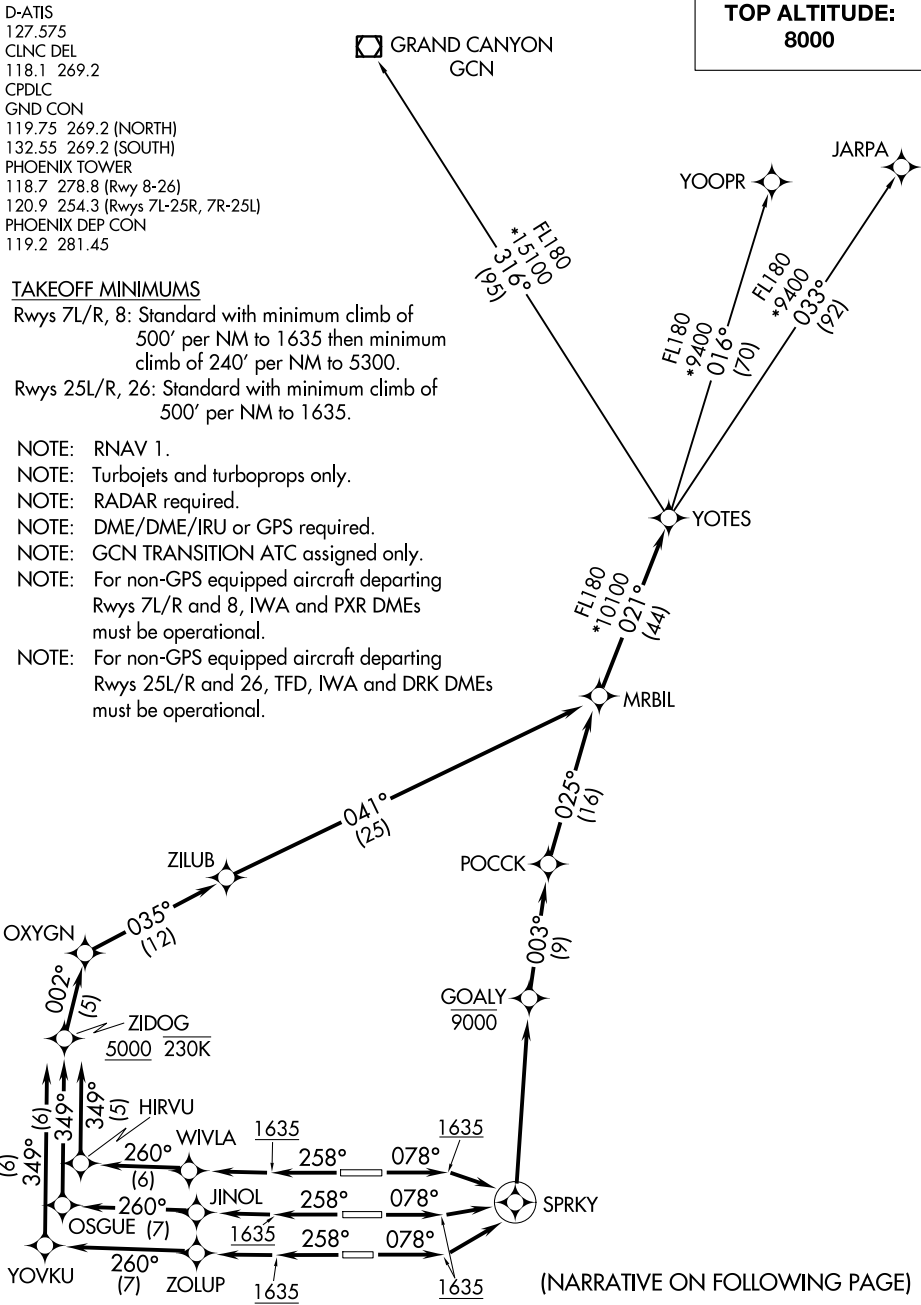 D-ATIS
127.575
CLNC DEL
118.1 269.2
CPDLC
GND CON
119.75 269.2 (NORTH)
132.55 269.2 (SOUTH)
PHOENIX TOWER
118.7 278.8 (Rwy 8-26)
120.9 254.3 (Rwys 7L-25R, 7R-25L)
PHOENIX DEP CON
119.2 281.45
TOP ALTITUDE:
8000
GRAND CANYON
GCN
JARPA
YOOPR
FL180
*15100
316°
(95)
FL180
*9400
016°
(70)
FL180
*9400
033°
(92)
TAKEOFF MINIMUMS
Rwys 7L/R, 8: Standard with minimum climb of
500' per NM to 1635 then minimum
climb of 240' per NM to 5300.
Rwys 25L/R, 26: Standard with minimum climb of
500' per NM to 1635.
NOTE: RNAV 1.
NOTE: Turbojets and turboprops only.
NOTE: RADAR required.
NOTE: DME/DME/IRU or GPS required.
NOTE: GCN TRANSITION ATC assigned only.
NOTE: For non-GPS equipped aircraft departing
Rwys 7L/R and 8, IWA and PXR DMEs
must be operational.
NOTE: For non-GPS equipped aircraft departing
Rwys 25L/R and 26, TFD, IWA and DRK DMEs
must be operational.
YOTES
FL180
*10100
021°
(44)
MRBIL
041°
(25)
025°
(16)
ZILUB
POCCK
035°
(12)
OXYGN
003°
(9)
002°
(5)
GOALY
9000
ZIDOG
5000 230K
349°
(6)
349°
(6)
349°
(5)
HIRVU
WIVLA
260°
(6)
1635
258°
078°
1635
JINOL
260°
(7)
OSGUE
1635
258°
078°
SPRKY
YOVKU
260°
(7)
ZOLUP
258°
078°
1635
1635
(NARRATIVE ON FOLLOWING PAGE)